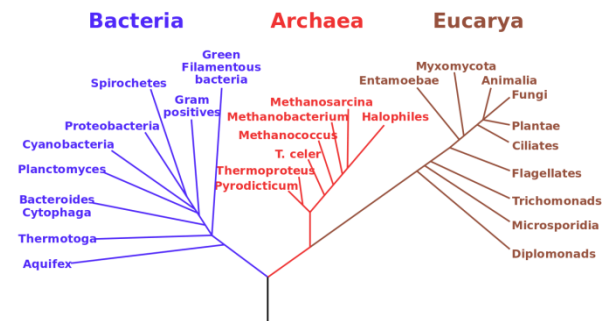 Bacteria
Archaea
Eucarya
Green
Filamentous
bacteria
Spirochetes
Gram
positives
Proteobacteria
Cyanobacteria
Planctomyces
Bacteroides
Cytophaga
Thermotoga
Aquifex
Methanosarcina
Methanobacterium
Halophiles
Methanococcus
T. celer
Thermoproteus
Pyrodicticum
Myxomycota
Entamoebae
Animalia
Fungi
Plantae
Ciliates
Flagellates
Trichomonads
Microsporidia
Diplomonads